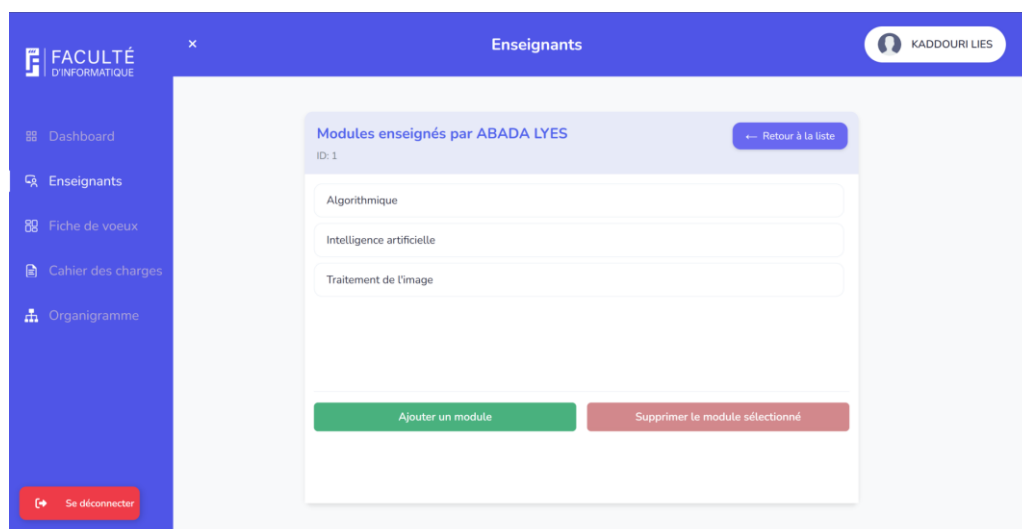 FACULTÉ
D'INFORMATIQUE
×
Enseignants
KADDOURI LIES
Dashboard
Enseignants
Fiche de voeux
Cahier des charges
Organigramme
Se déconnecter
Modules enseignés par ABADA LYES
ID: 1
← Retour à la liste
Algorithmique
Intelligence artificielle
Traitement de l'image
Ajouter un module
Supprimer le module sélectionné